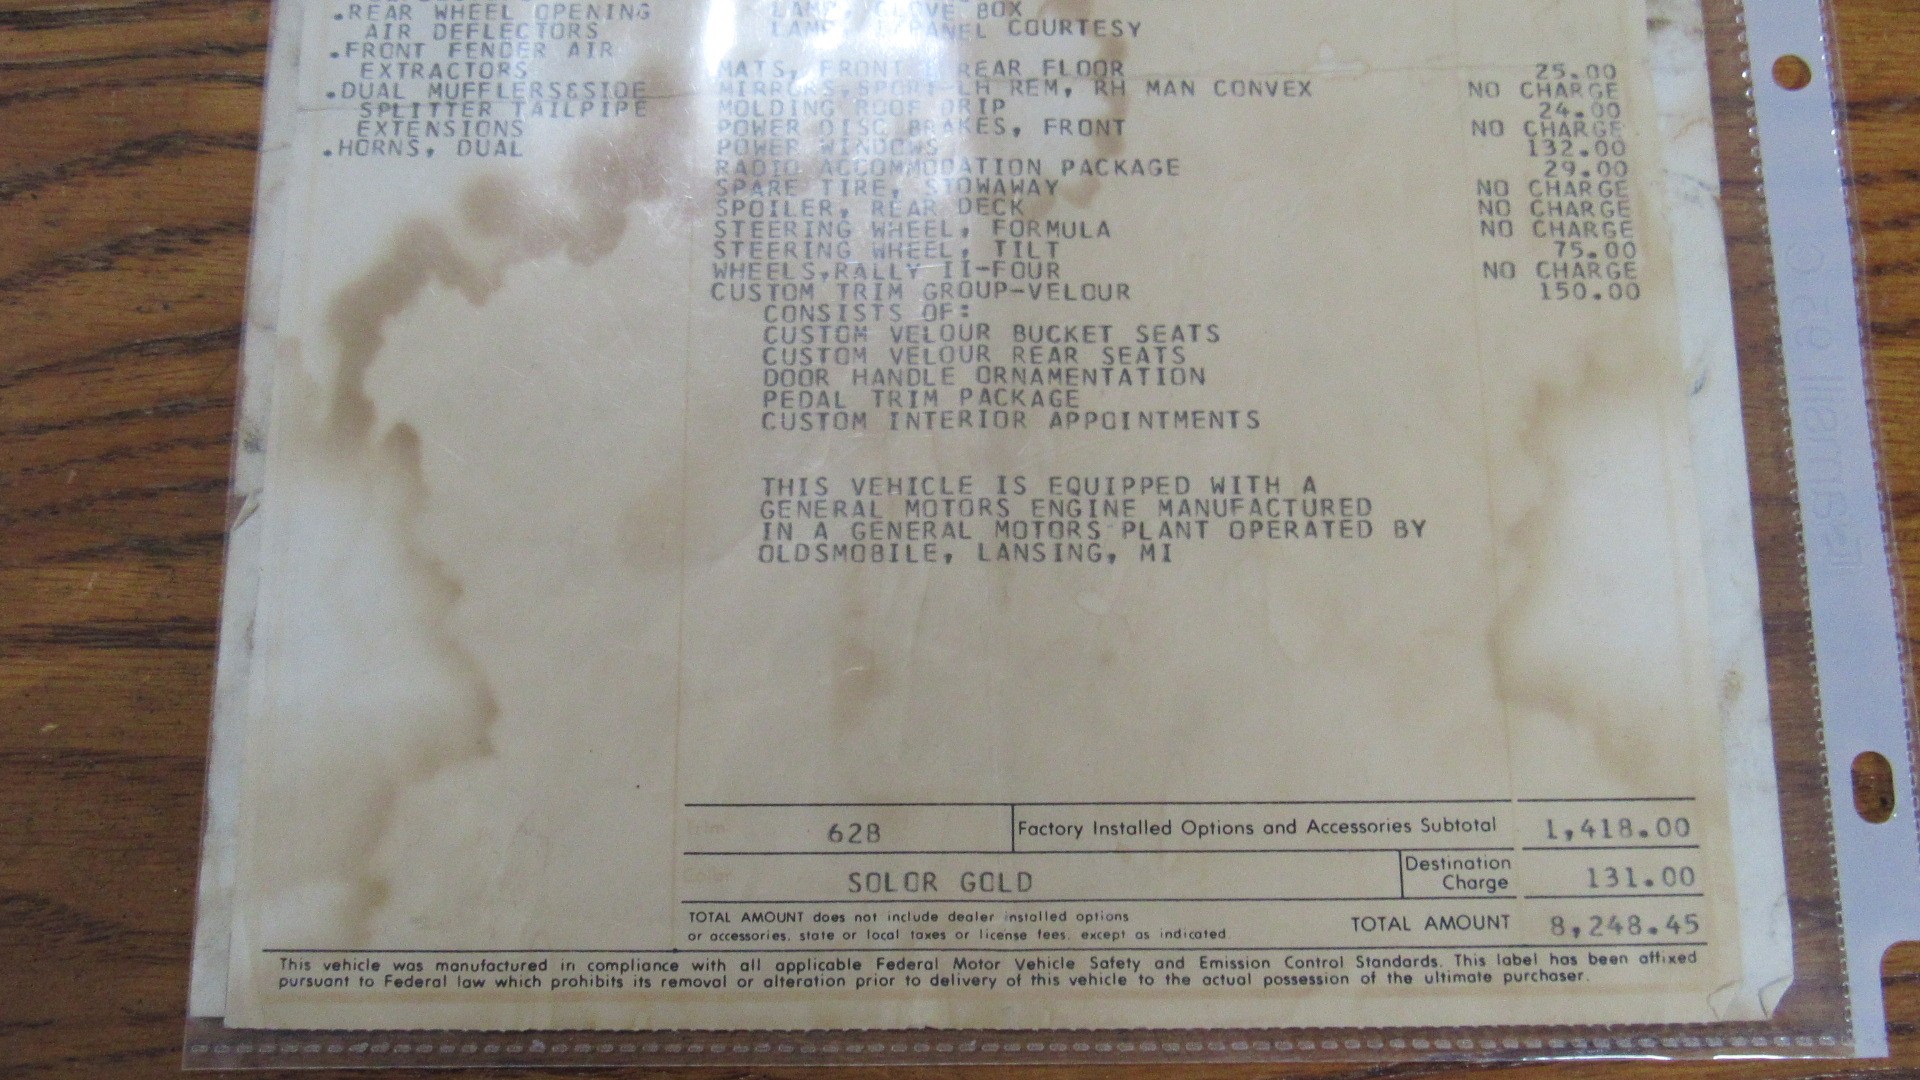 .REAR WHEEL OPENING
AIR DEFLECTORS
.FRONT FENDER AIR
EXTRACTORS
.DUAL MUFFLERS&SIDE
SPLITTER TAILPIPE
EXTENSIONS
.HORNS, DUAL
LAMP, GLOVE BOX
LAMP, PANEL COURTESY
MATS, FRONT REAR FLOOR 25.00
MIRRORS,SPORT-LH REM, RH MAN CONVEX NO CHARGE
MOLDING ROOF DRIP 24.00
POWER DISC BRAKES, FRONT NO CHARGE
POWER WINDOWS 132.00
RADIO ACCOMMODATION PACKAGE 29.00
SPARE TIRE, STOWAWAY NO CHARGE
SPOILER, REAR DECK NO CHARGE
STEERING WHEEL, FORMULA NO CHARGE
STEERING WHEEL, TILT 75.00
WHEELS,RALLY II-FOUR NO CHARGE
CUSTOM TRIM GROUP-VELOUR 150.00
CONSISTS OF:
CUSTOM VELOUR BUCKET SEATS
CUSTOM VELOUR REAR SEATS
DOOR HANDLE ORNAMENTATION
PEDAL TRIM PACKAGE
CUSTOM INTERIOR APPOINTMENTS
THIS VEHICLE IS EQUIPPED WITH A
GENERAL MOTORS ENGINE MANUFACTURED
IN A GENERAL MOTORS PLANT OPERATED BY
OLDSMOBILE, LANSING, MI
Trim 62B Factory Installed Options and Accessories Subtotal 1,418.00
Color SOLOR GOLD Destination Charge 131.00
TOTAL AMOUNT does not include dealer installed options
or accessories, state or local taxes or license fees, except as indicated.
TOTAL AMOUNT 8,248.45
This vehicle was manufactured in compliance with all applicable Federal Motor Vehicle Safety and Emission Control Standards. This label has been affixed
pursuant to Federal law which prohibits its removal or alteration prior to delivery of this vehicle to the actual possession of the ultimate purchaser.